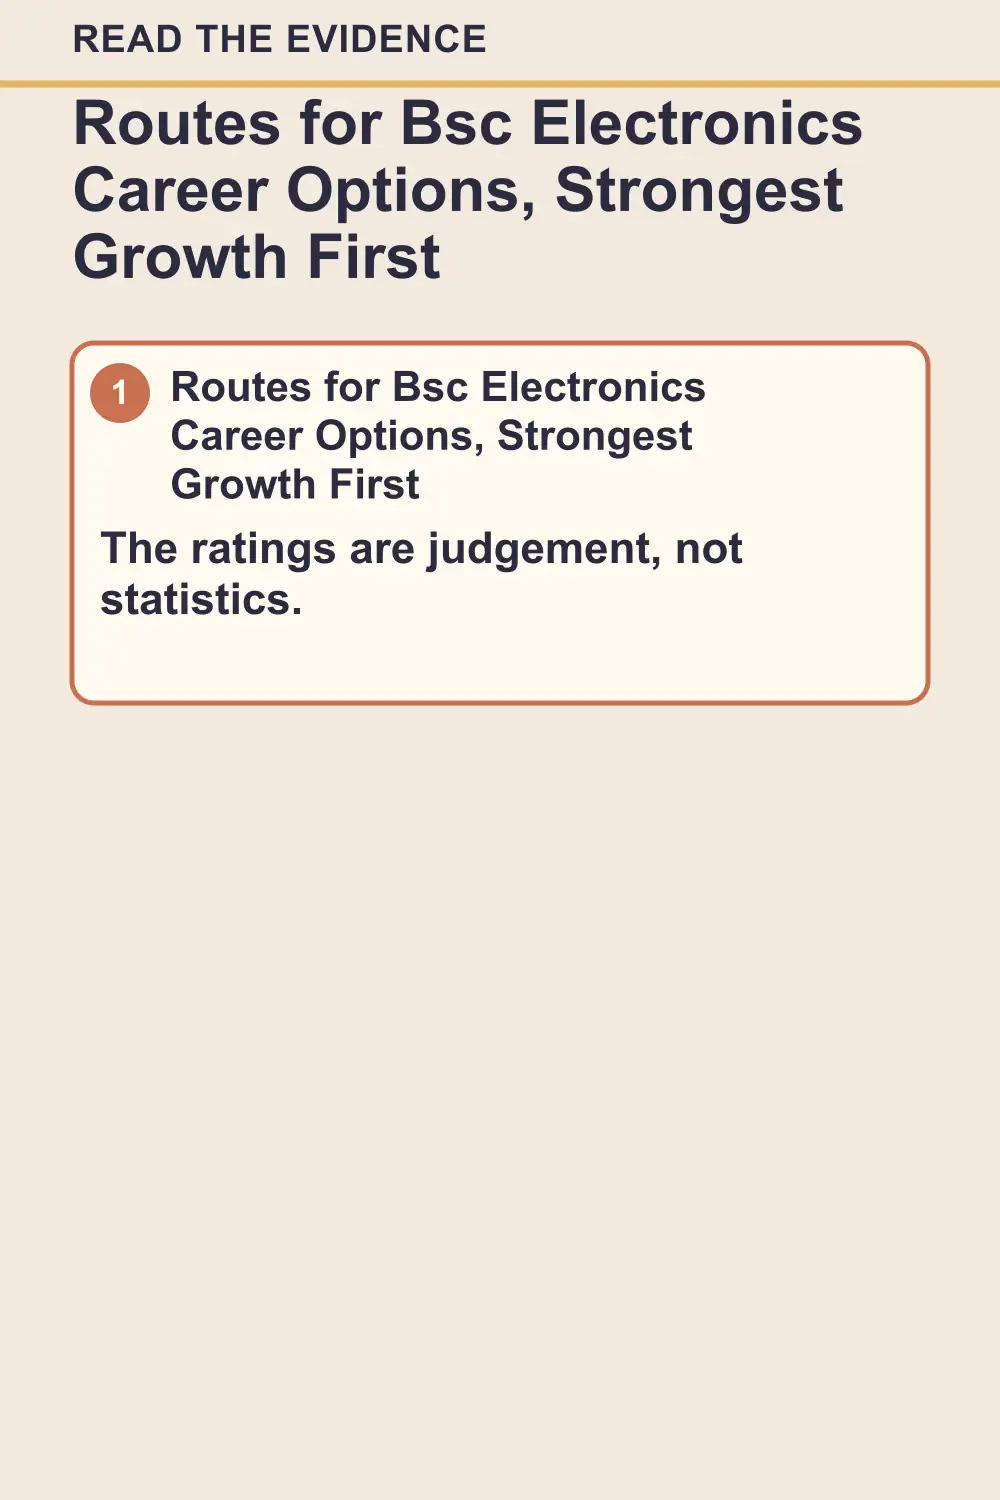 READ THE EVIDENCE
Routes for Bsc Electronics
Career Options, Strongest
Growth First
1
Routes for Bsc Electronics
Career Options, Strongest
Growth First
The ratings are judgement, not
statistics.